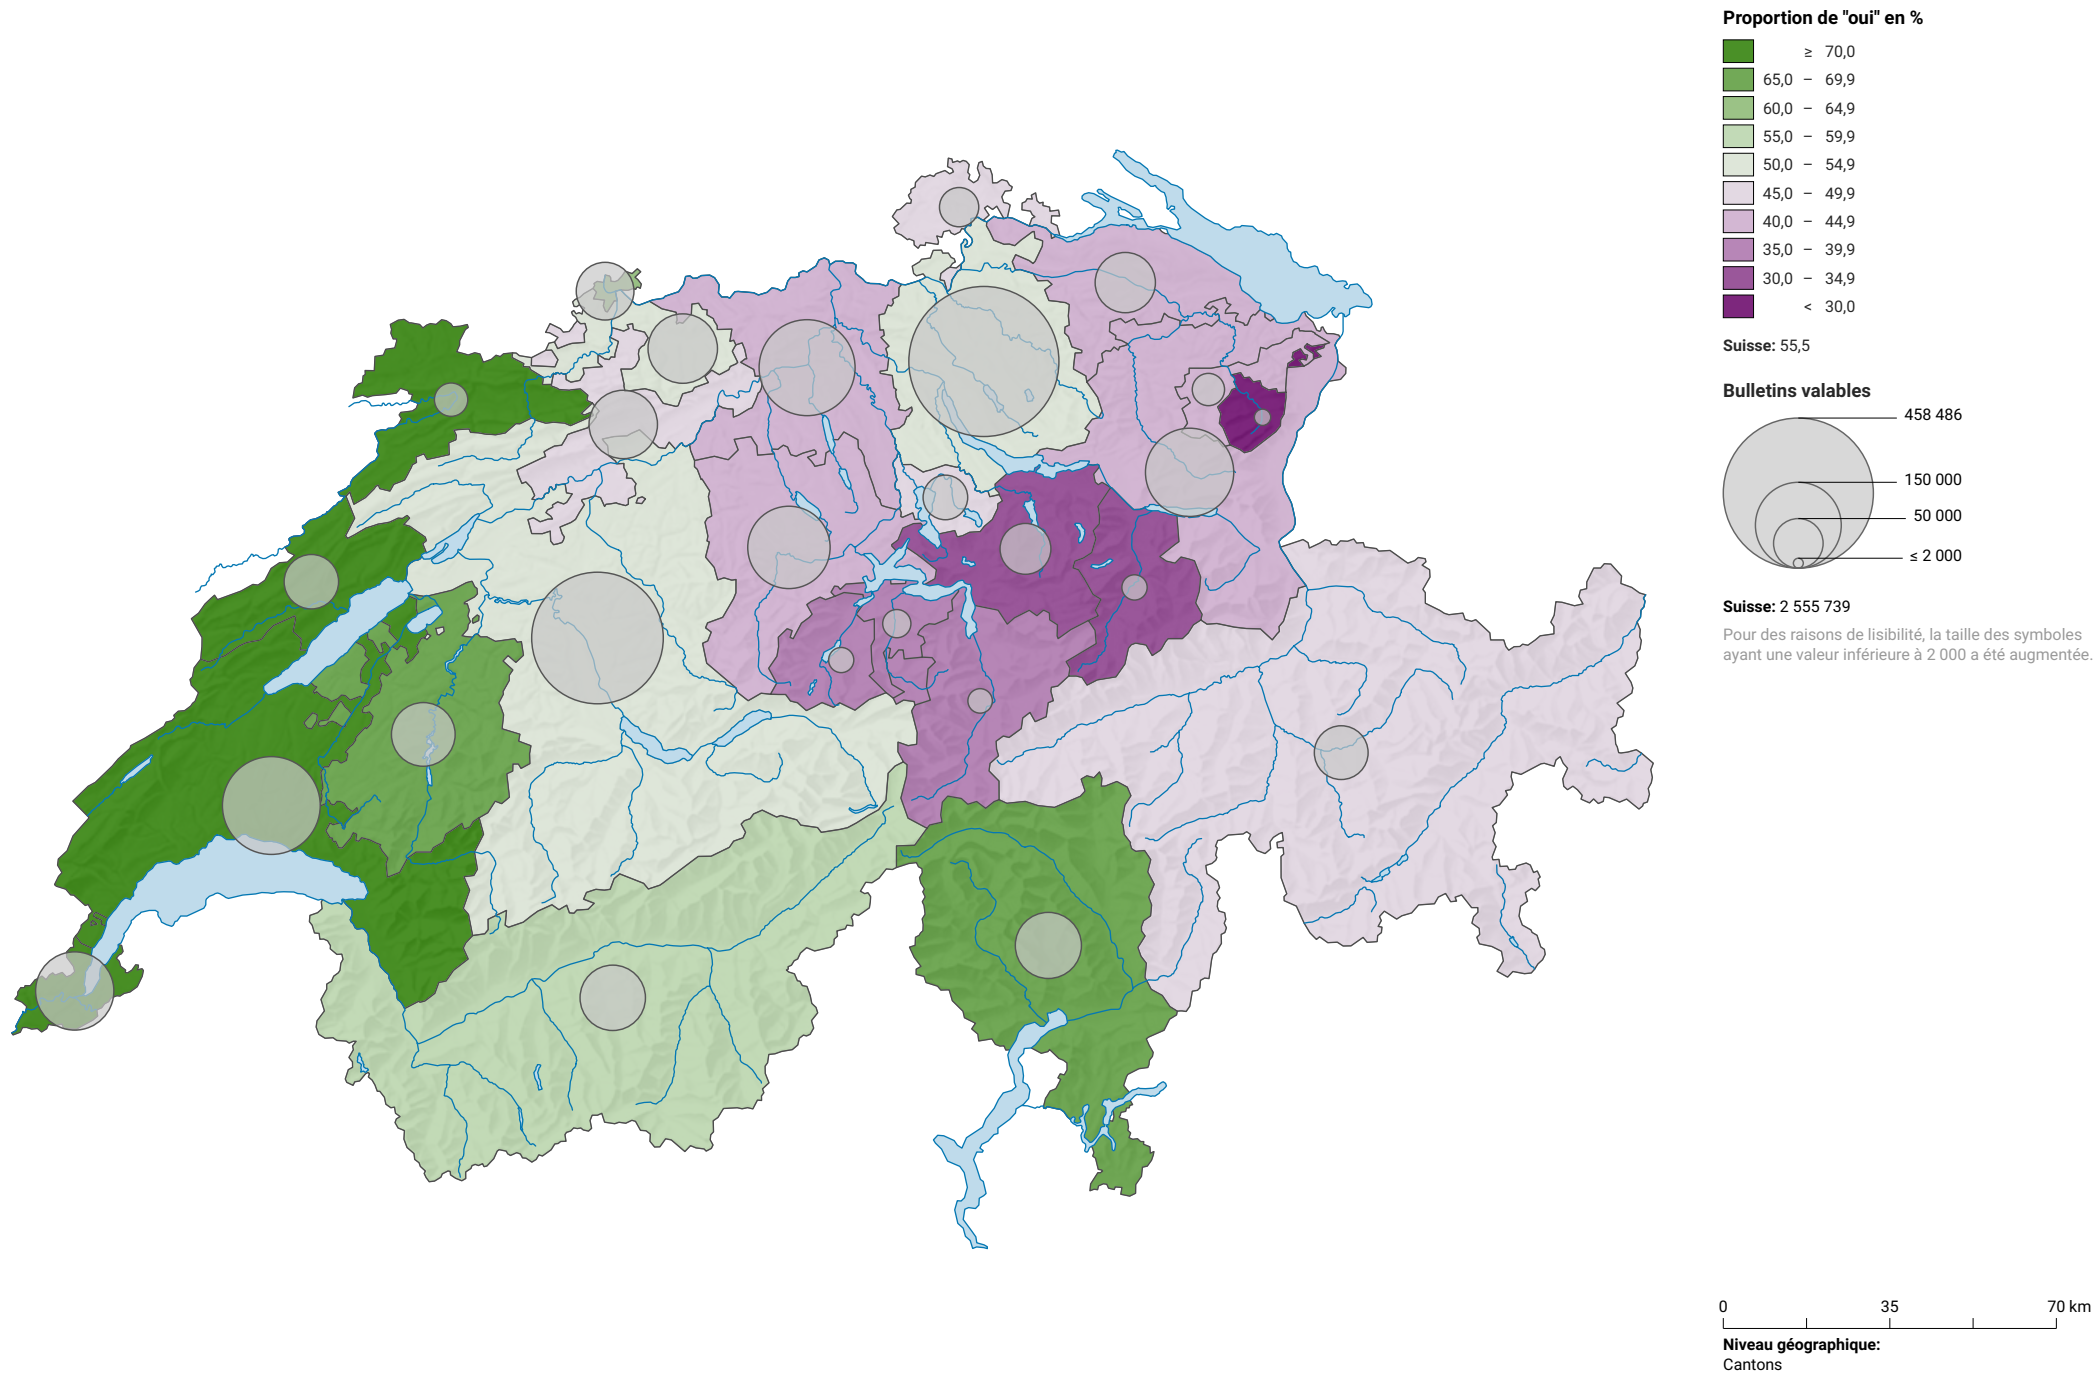 Proportion de "oui" en %
≥ 70,0
65,0 – 69,9
60,0 – 64,9
55,0 – 59,9
50,0 – 54,9
45,0 – 49,9
40,0 – 44,9
35,0 – 39,9
30,0 – 34,9
< 30,0
Suisse: 55,5
Bulletins valables
458 486
150 000
50 000
≤ 2 000
Suisse: 2 555 739
Pour des raisons de lisibilité, la taille des symboles
ayant une valeur inférieure à 2 000 a été augmentée.
0 35 70 km
Niveau géographique:
Cantons